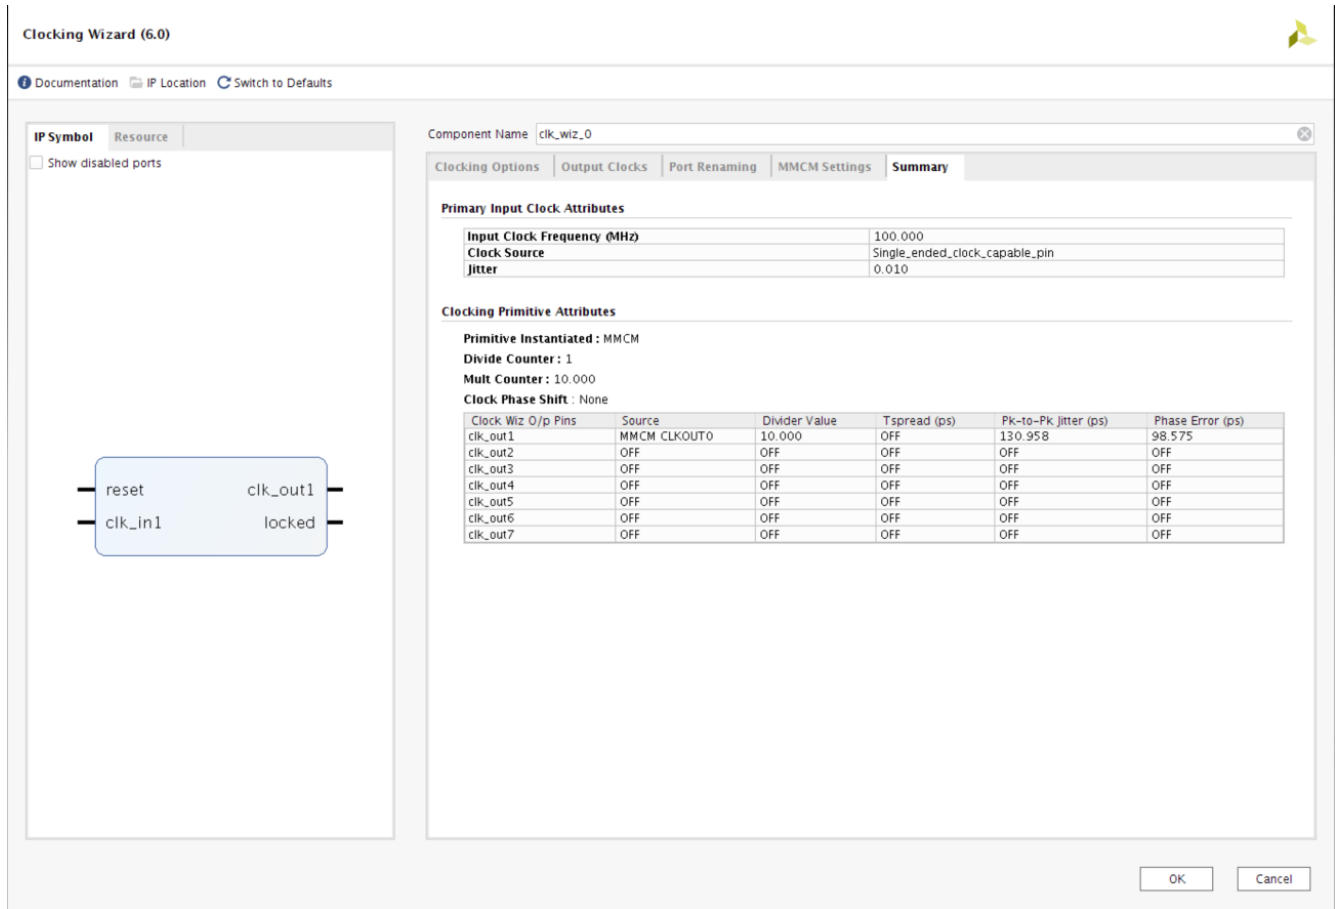 Clocking Wizard (6.0)
Documentation IP Location Switch to Defaults
IP Symbol Resource
Show disabled ports
reset clk_out1
clk_in1 locked
Component Name clk_wiz_0
Clocking Options Output Clocks Port Renaming MMCM Settings Summary
Primary Input Clock Attributes
Input Clock Frequency (MHz) 100.000
Clock Source Single_ended_clock_capable_pin
Jitter 0.010
Clocking Primitive Attributes
Primitive Instantiated : MMCM
Divide Counter : 1
Mult Counter : 10.000
Clock Phase Shift : None
Clock Wiz O/p Pins Source Divider Value Tspread (ps) Pk-to-Pk Jitter (ps) Phase Error (ps)
clk_out1 MMCM CLKOUT0 10.000 OFF 130.958 98.575
clk_out2 OFF OFF OFF OFF OFF
clk_out3 OFF OFF OFF OFF OFF
clk_out4 OFF OFF OFF OFF OFF
clk_out5 OFF OFF OFF OFF OFF
clk_out6 OFF OFF OFF OFF OFF
clk_out7 OFF OFF OFF OFF OFF
OK Cancel